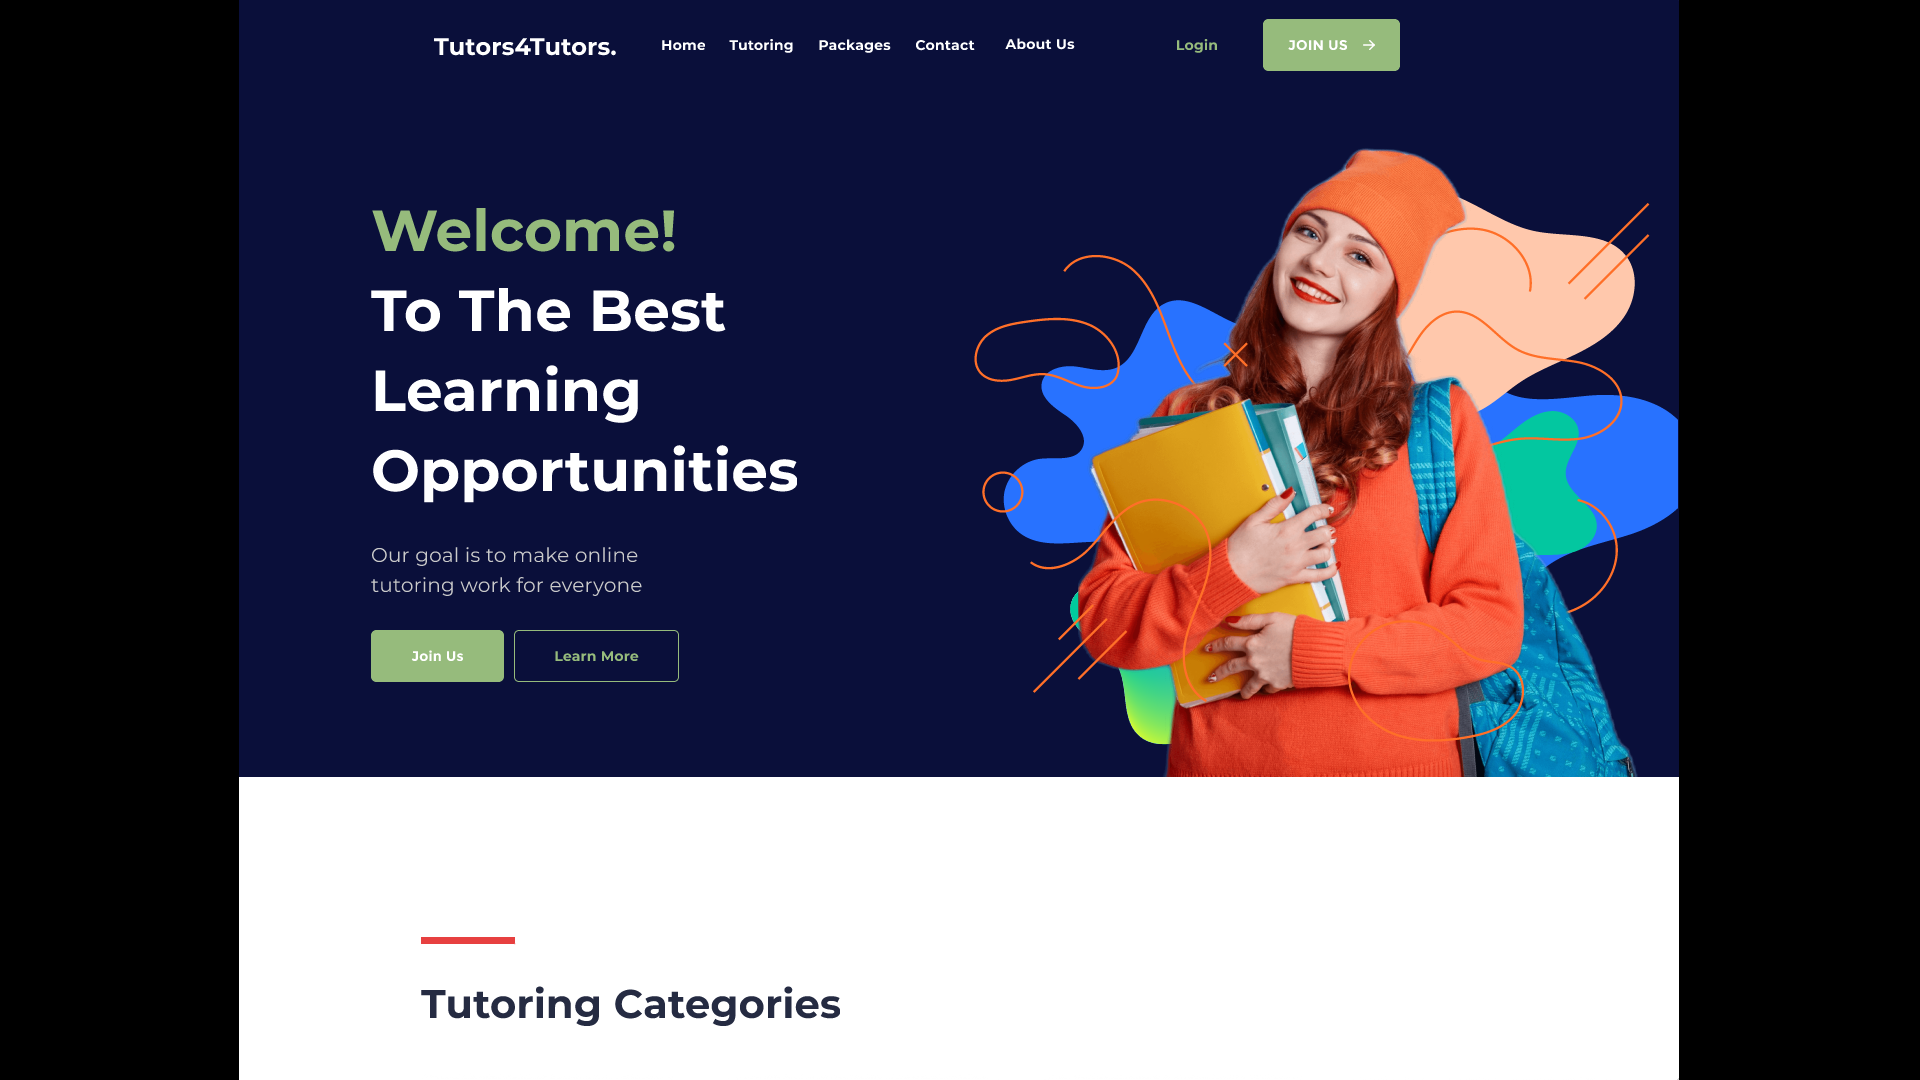 Tutors4Tutors.
Home Tutoring Packages Contact About Us Login JOIN US →
Welcome!
To The Best
Learning
Opportunities
Our goal is to make online
tutoring work for everyone
Join Us
Learn More
Tutoring Categories